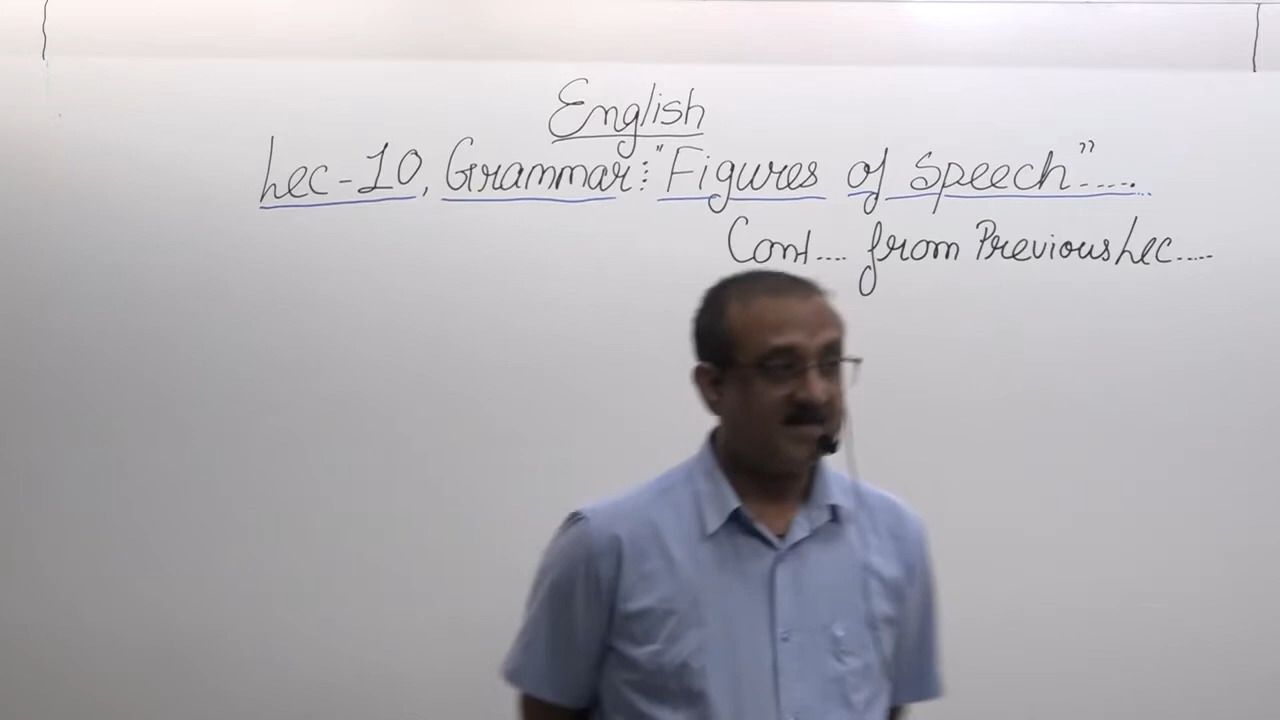 English
Lec-10, Grammar: "Figures of Speech".....
Cont.... from Previous Lec.....